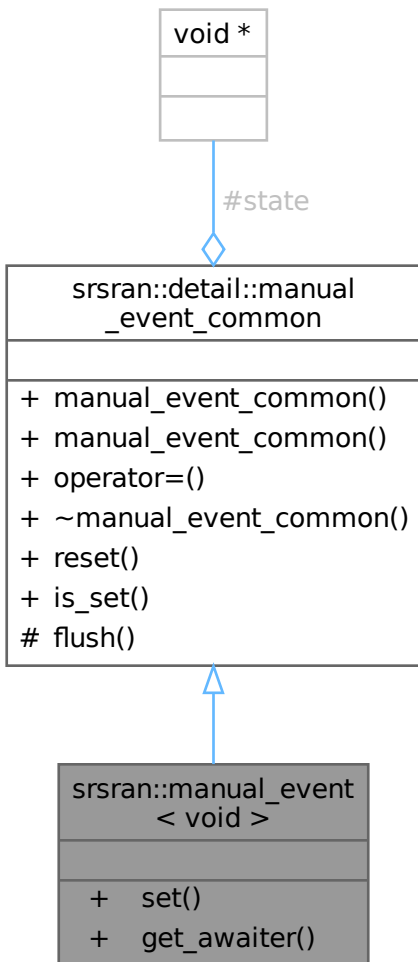 void *
#state
srsran::detail::manual
_event_common
+ manual_event_common()
+ manual_event_common()
+ operator=()
+ ~manual_event_common()
+ reset()
+ is_set()
# flush()
srsran::manual_event
< void >
+ set()
+ get_awaiter()